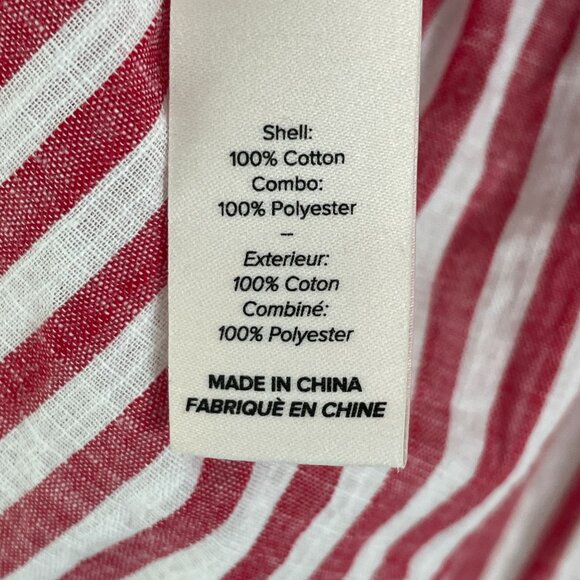 Shell:
100% Cotton
Combo:
100% Polyester
–
Exterieur:
100% Coton
Combiné:
100% Polyester
MADE IN CHINA
FABRIQUÈ EN CHINE